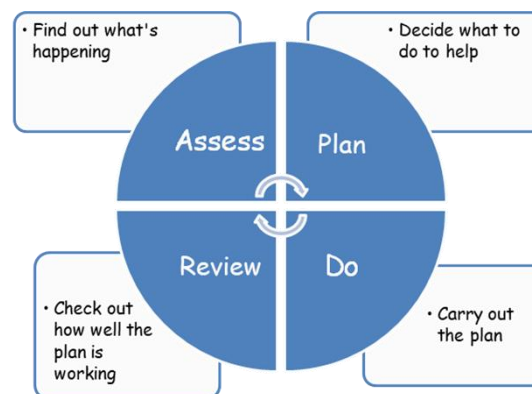 • Find out what's
happening
• Decide what to
do to help
Assess
Plan
Review
Do
• Check out
how well the
plan is
working
• Carry out
the plan